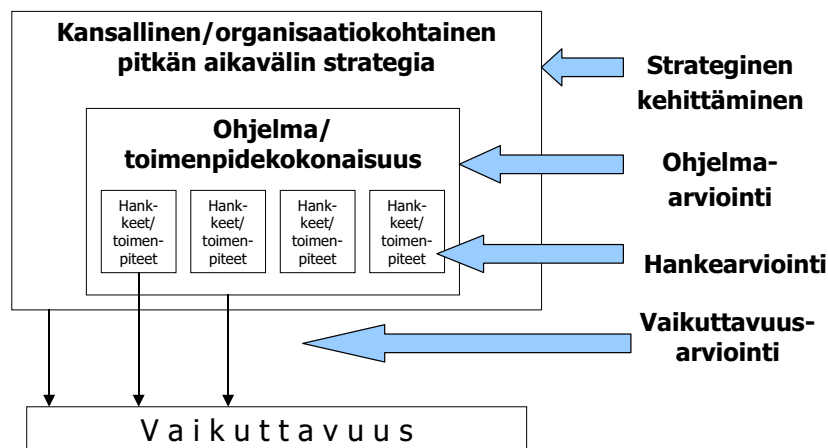 Kansallinen/organisaatiokohtainen
pitkän aikavälin strategia
Strateginen
kehittäminen
Ohjelma/
toimenpidekokonaisuus
Ohjelma-
arviointi
Hank-
keet/
toimen-
piteet
Hank-
keet/
toimen-
piteet
Hank-
keet/
toimen-
piteet
Hank-
keet/
toimen-
piteet
Hankearviointi
Vaikuttavuus-
arviointi
Vaikuttavuus